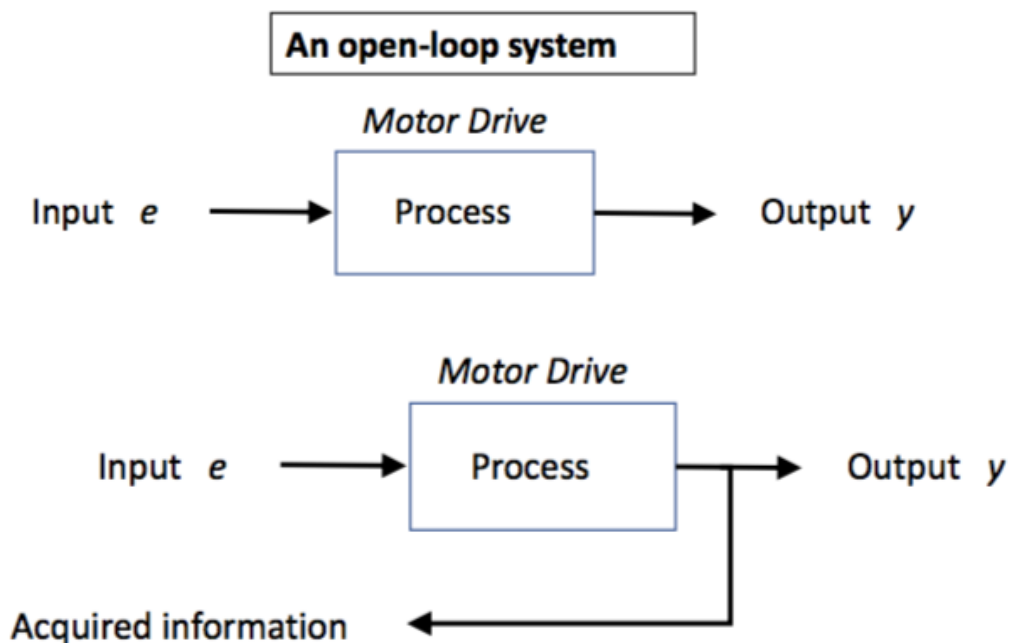 An open-loop system
Motor Drive
Input e
Process
Output y
Motor Drive
Input e
Process
Output y
Acquired information